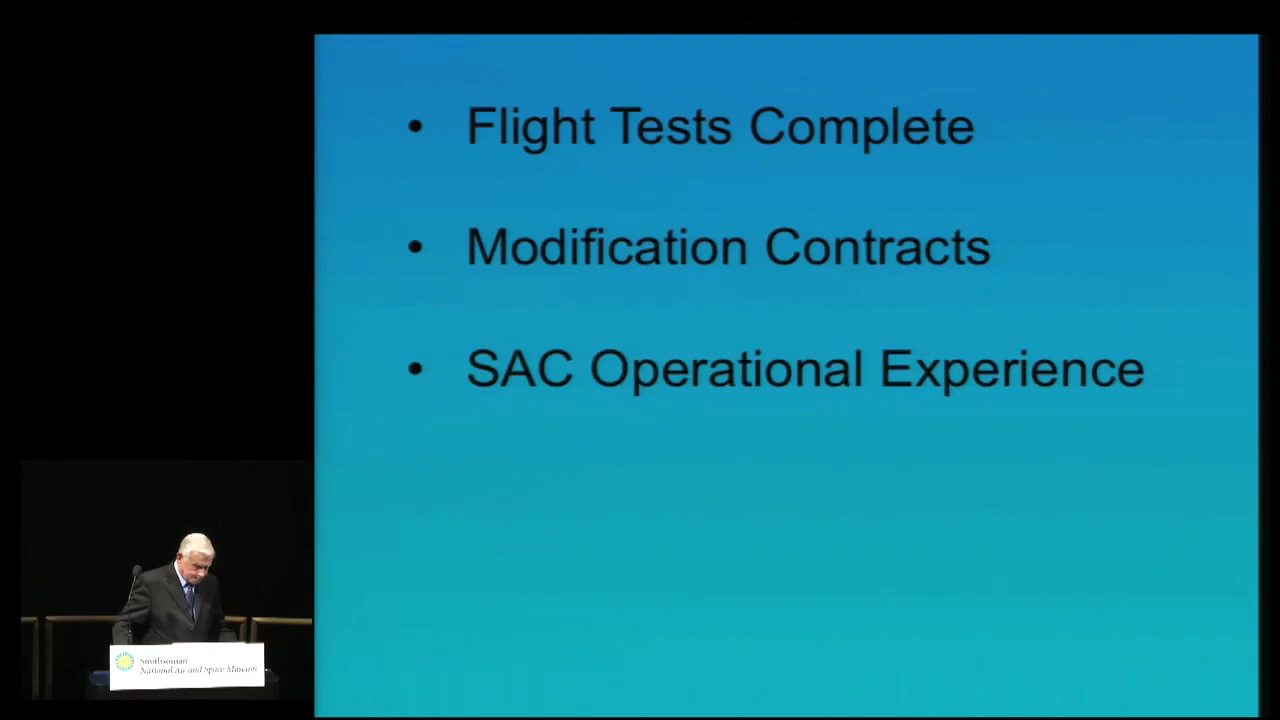 • Flight Tests Complete
• Modification Contracts
• SAC Operational Experience
Smithsonian
National Air and Space Museum